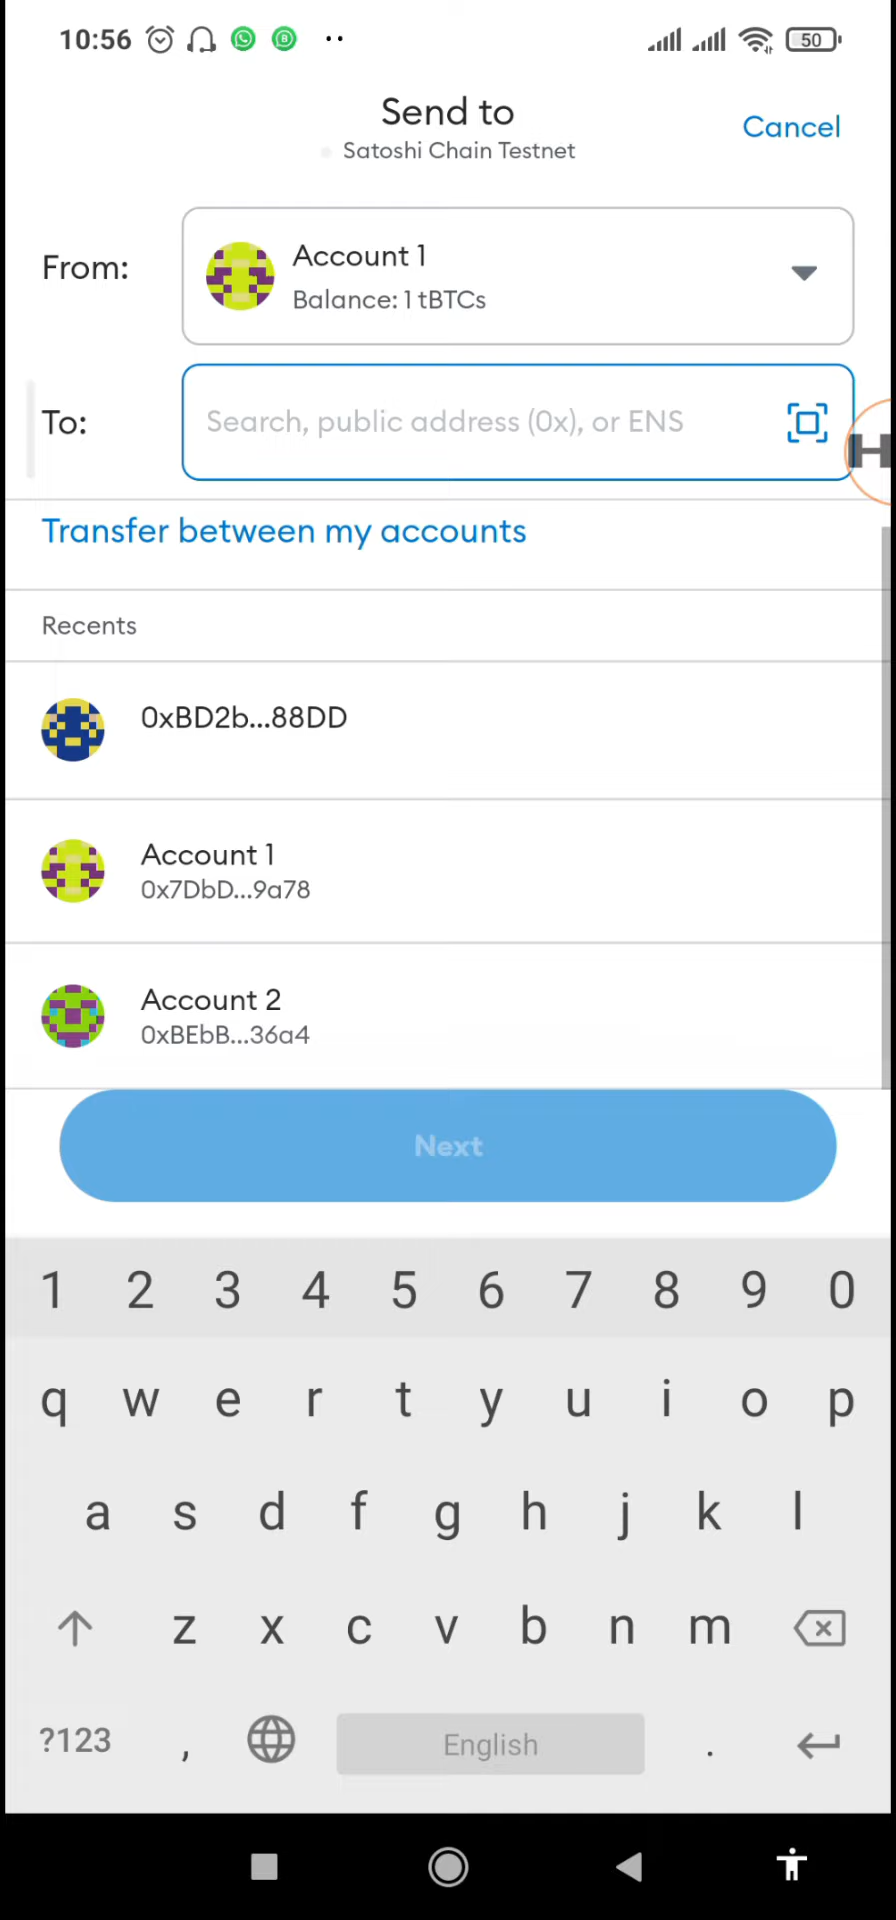 10:56
50
Send to
Satoshi Chain Testnet
Cancel
From:
Account 1
Balance: 1 tBTCs
To:
Search, public address (0x), or ENS
H
Transfer between my accounts
Recents
0xBD2b...88DD
Account 1
0x7DbD...9a78
Account 2
0xBEbB...36a4
Next
1 2 3 4 5 6 7 8 9 0
q w e r t y u i o p
a s d f g h j k l
z x c v b n m
?123 , English .